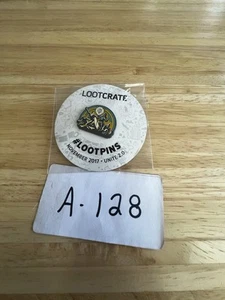 LOOTCRATE
#LOOTPINS
NOVEMBER 2017 • UNITE 2.0
A-128